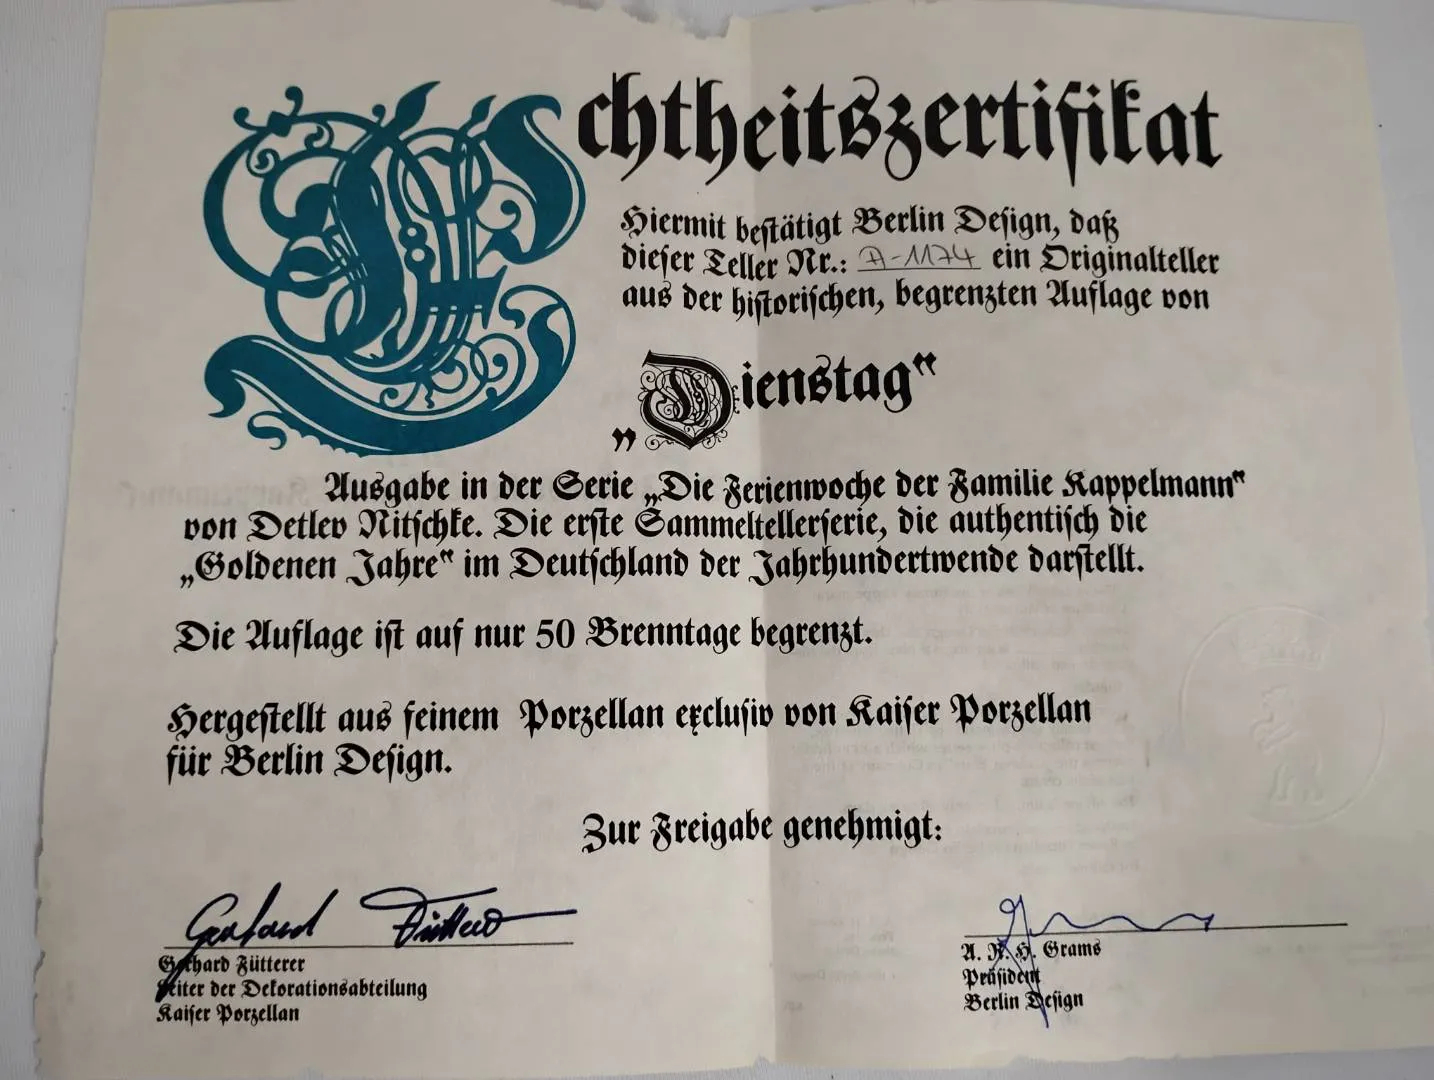 Echtheitszertifikat
Hiermit bestätigt Berlin Design, daß
dieser Teller Nr.: A-1174 ein Originalteller
aus der historischen, begrenzten Auflage von
„Dienstag“
Ausgabe in der Serie „Die Ferienwoche der Familie Kappelmann“
von Detlev Nitschke. Die erste Sammeltellerserie, die authentisch die
„Goldenen Jahre“ im Deutschland der Jahrhundertwende darstellt.
Die Auflage ist auf nur 50 Brenntage begrenzt.
Hergestellt aus feinem Porzellan exclusiv von Kaiser Porzellan
für Berlin Design.
Zur Freigabe genehmigt:
Gerhard Fütterer
Gerhard Fütterer
Leiter der Dekorationsabteilung
Kaiser Porzellan
A. R. H. Grams
Präsident
Berlin Design